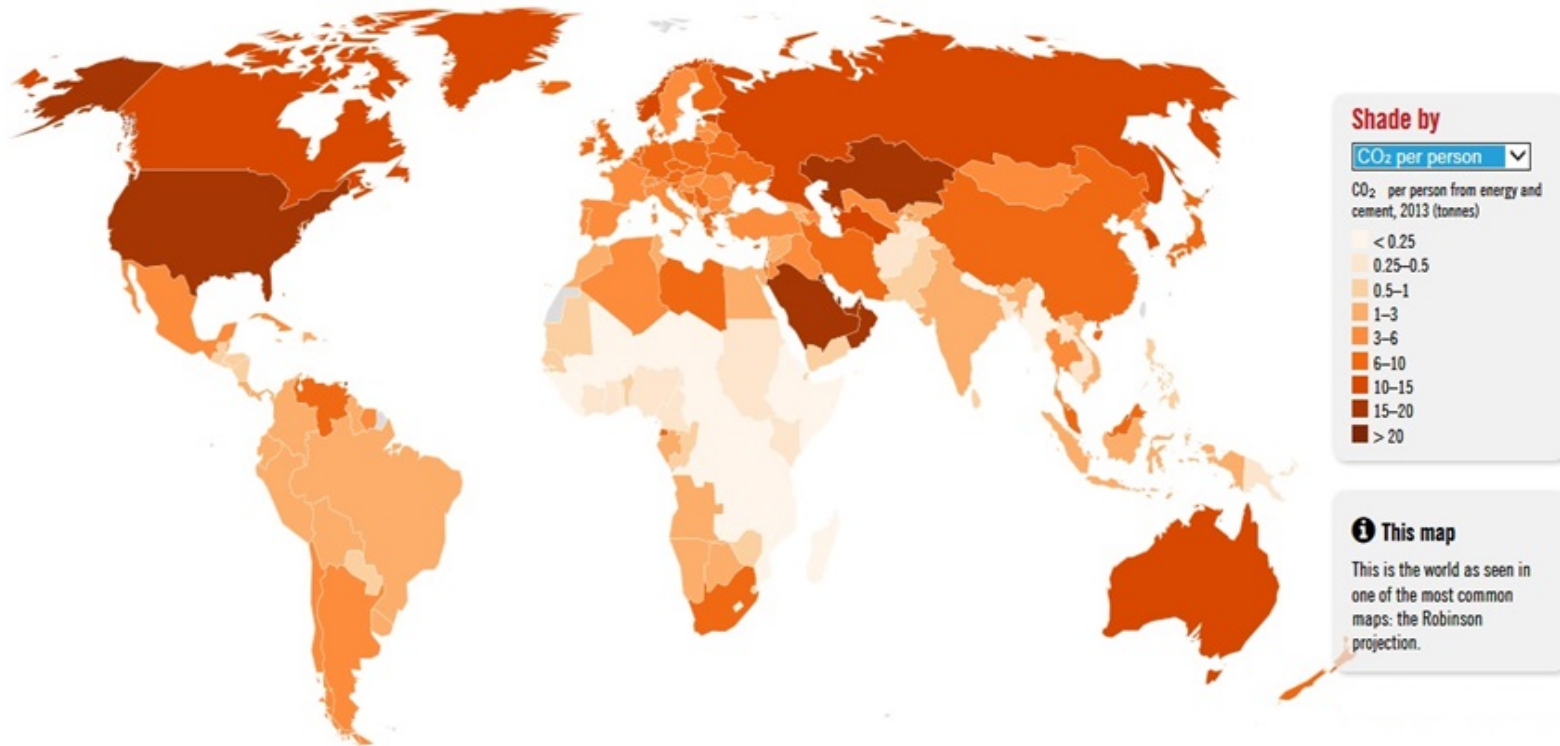 Shade by
CO₂ per person
CO₂ per person from energy and
cement, 2013 (tonnes)
< 0.25
0.25–0.5
0.5–1
1–3
3–6
6–10
10–15
15–20
> 20
This map
This is the world as seen in
one of the most common
maps: the Robinson
projection.